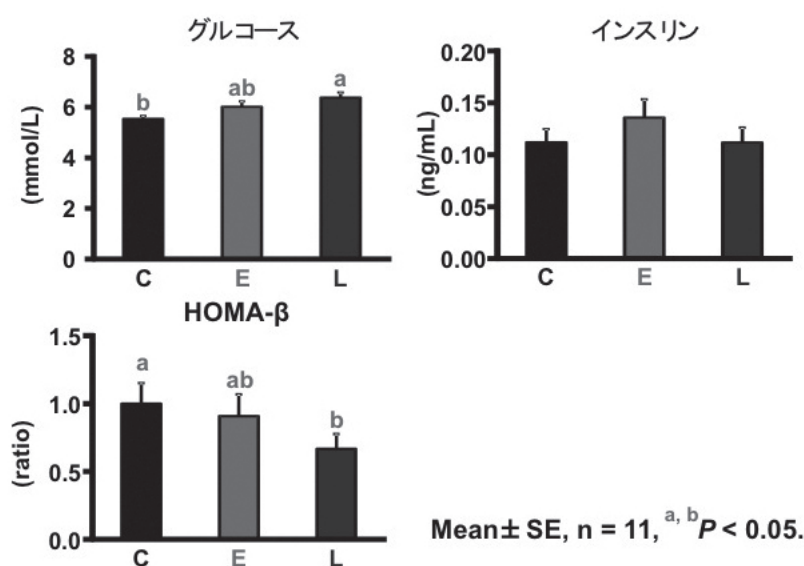 グルコース
(mmol/L)
8
6
4
2
0
b
ab
a
C
E
L
インスリン
(ng/mL)
0.20
0.15
0.10
0.05
0.00
C
E
L
HOMA-β
(ratio)
1.5
1.0
0.5
0.0
a
ab
b
C
E
L
Mean± SE, n = 11, a, b P < 0.05.